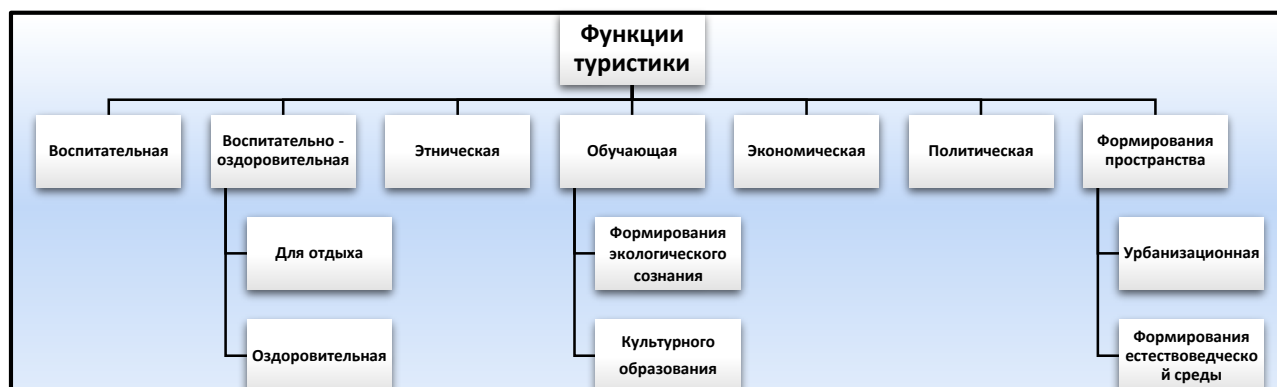 Функции
туристики
Воспитательная
Воспитательно -
оздоровительная
Этническая
Обучающая
Экономическая
Политическая
Формирования
пространства
Для отдыха
Формирования
экологического
сознания
Урбанизационная
Оздоровительная
Культурного
образования
Формирования
естествоведческо
й среды